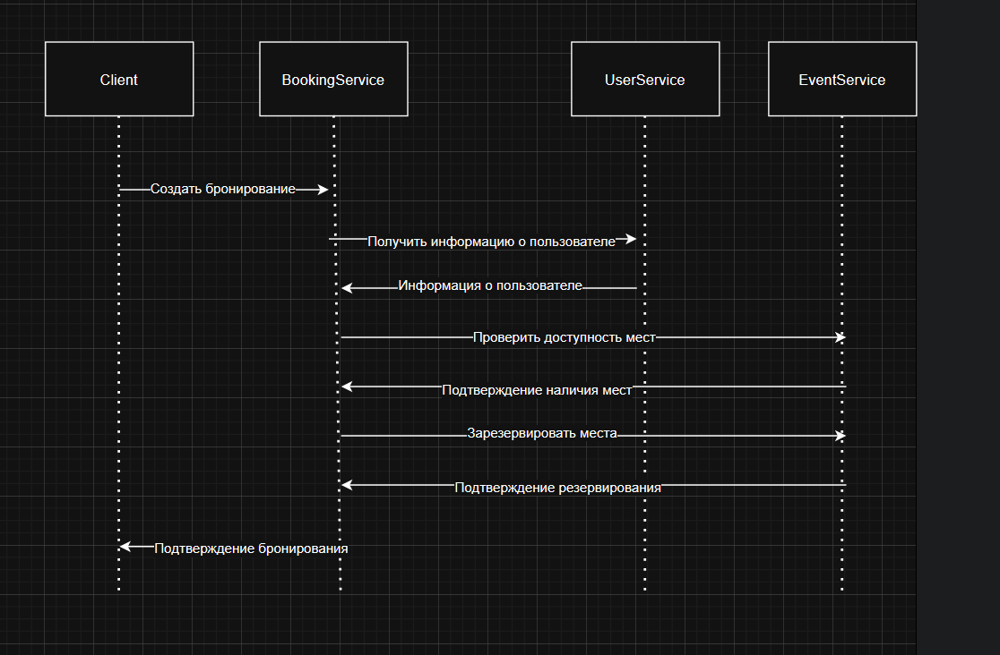 Client
BookingService
UserService
EventService
Создать бронирование
Получить информацию о пользователе
Информация о пользователе
Проверить доступность мест
Подтверждение наличия мест
Зарезервировать места
Подтверждение резервирования
Подтверждение бронирования